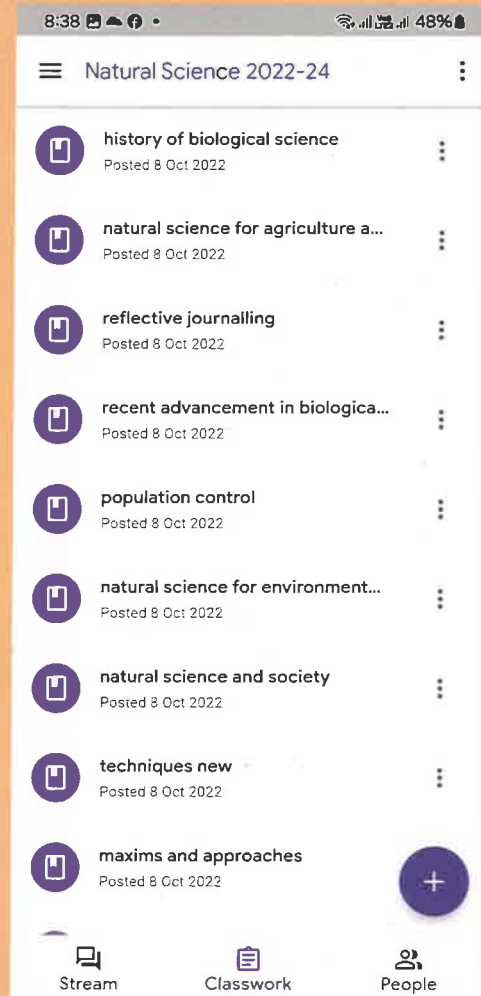 8:38
48%
Natural Science 2022-24
history of biological science
Posted 8 Oct 2022
natural science for agriculture a...
Posted 8 Oct 2022
reflective journalling
Posted 8 Oct 2022
recent advancement in biologica...
Posted 8 Oct 2022
population control
Posted 8 Oct 2022
natural science for environment...
Posted 8 Oct 2022
natural science and society
Posted 8 Oct 2022
techniques new
Posted 8 Oct 2022
maxims and approaches
Posted 8 Oct 2022
Stream
Classwork
People